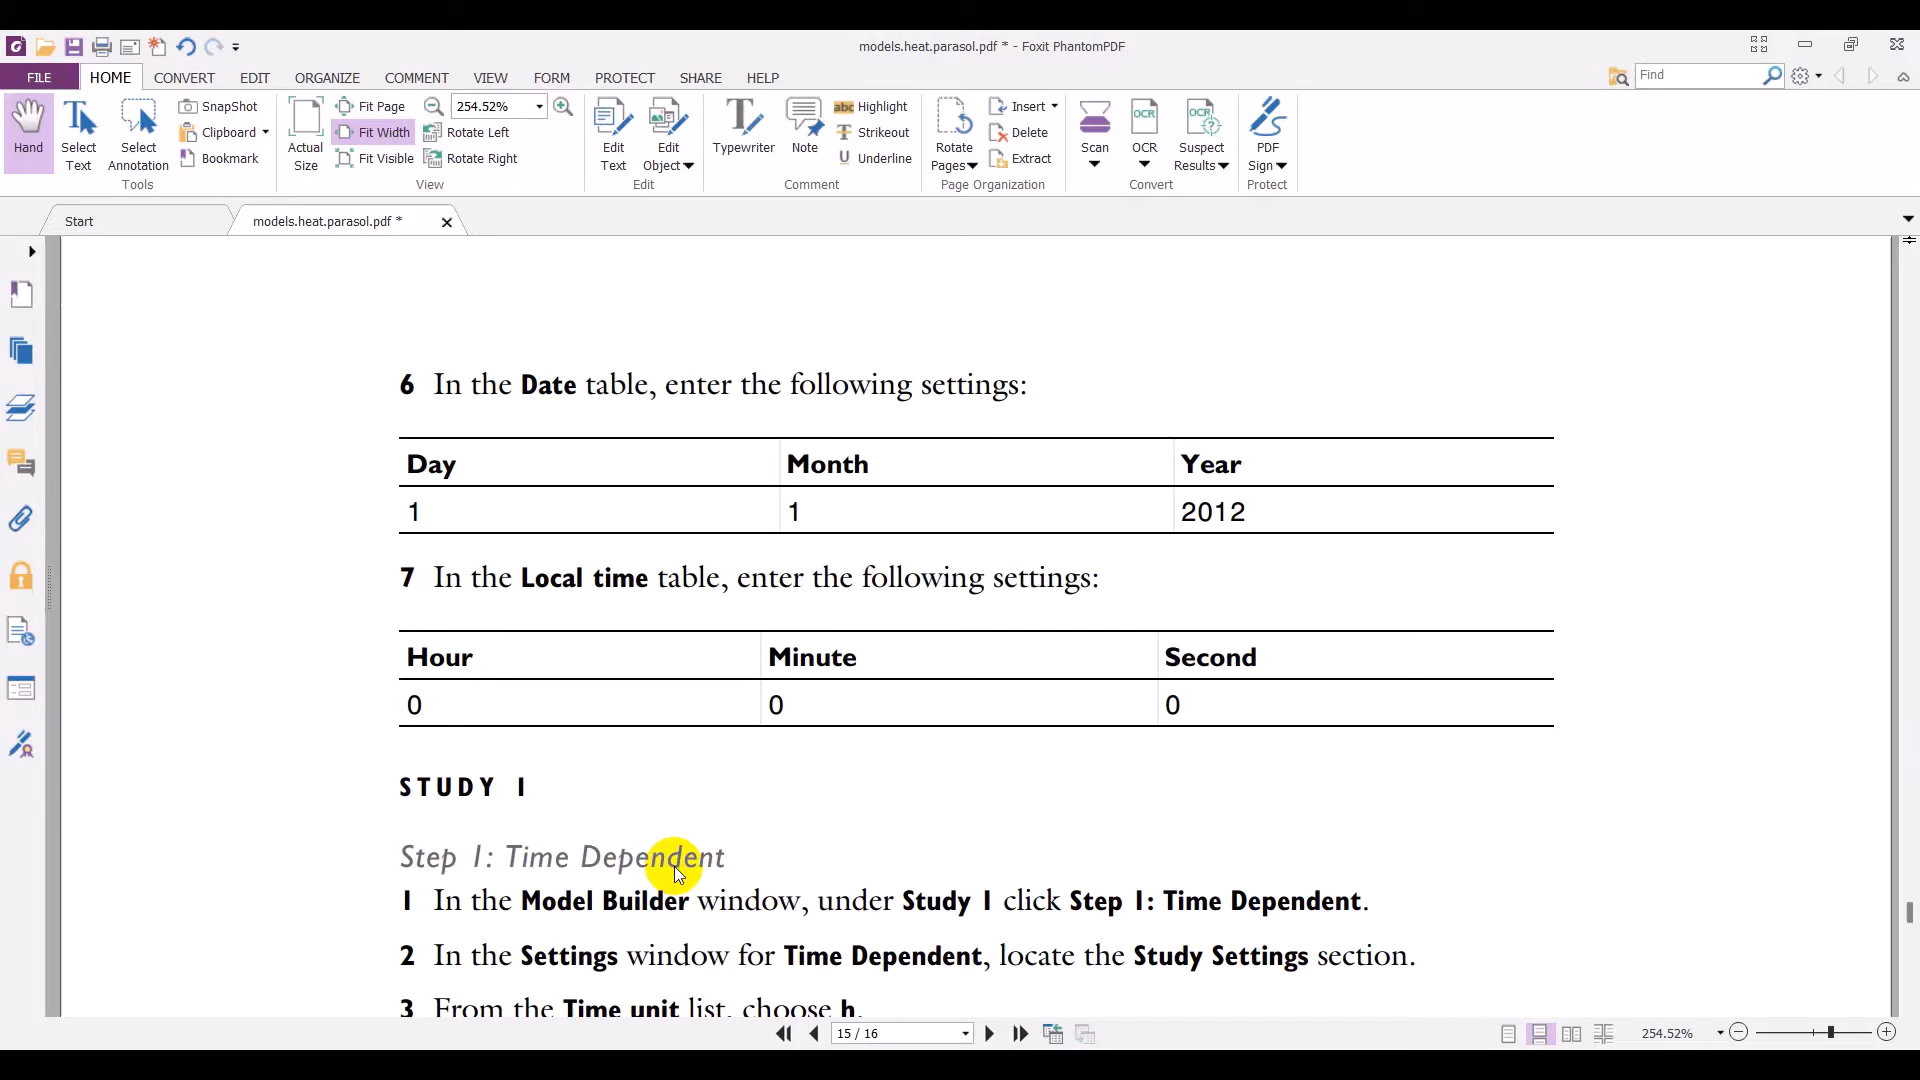 models.heat.parasol.pdf * - Foxit PhantomPDF
FILE HOME CONVERT EDIT ORGANIZE COMMENT VIEW FORM PROTECT SHARE HELP
Find
Hand
Select Text
Select Annotation
SnapShot
Clipboard
Bookmark
Tools
Actual Size
Fit Page
Fit Width
Fit Visible
254.52%
Rotate Left
Rotate Right
View
Edit Text
Edit Object
Edit
Typewriter
Note
Highlight
Strikeout
Underline
Comment
Rotate Pages
Insert
Delete
Extract
Page Organization
Scan
OCR
OCR
Suspect Results
Convert
PDF Sign
Protect
Start
models.heat.parasol.pdf *
6 In the Date table, enter the following settings:
Day Month Year
1 1 2012
7 In the Local time table, enter the following settings:
Hour Minute Second
0 0 0
STUDY 1
Step 1: Time Dependent
1 In the Model Builder window, under Study 1 click Step 1: Time Dependent.
2 In the Settings window for Time Dependent, locate the Study Settings section.
3 From the Time unit list, choose h.
15 / 16
254.52%